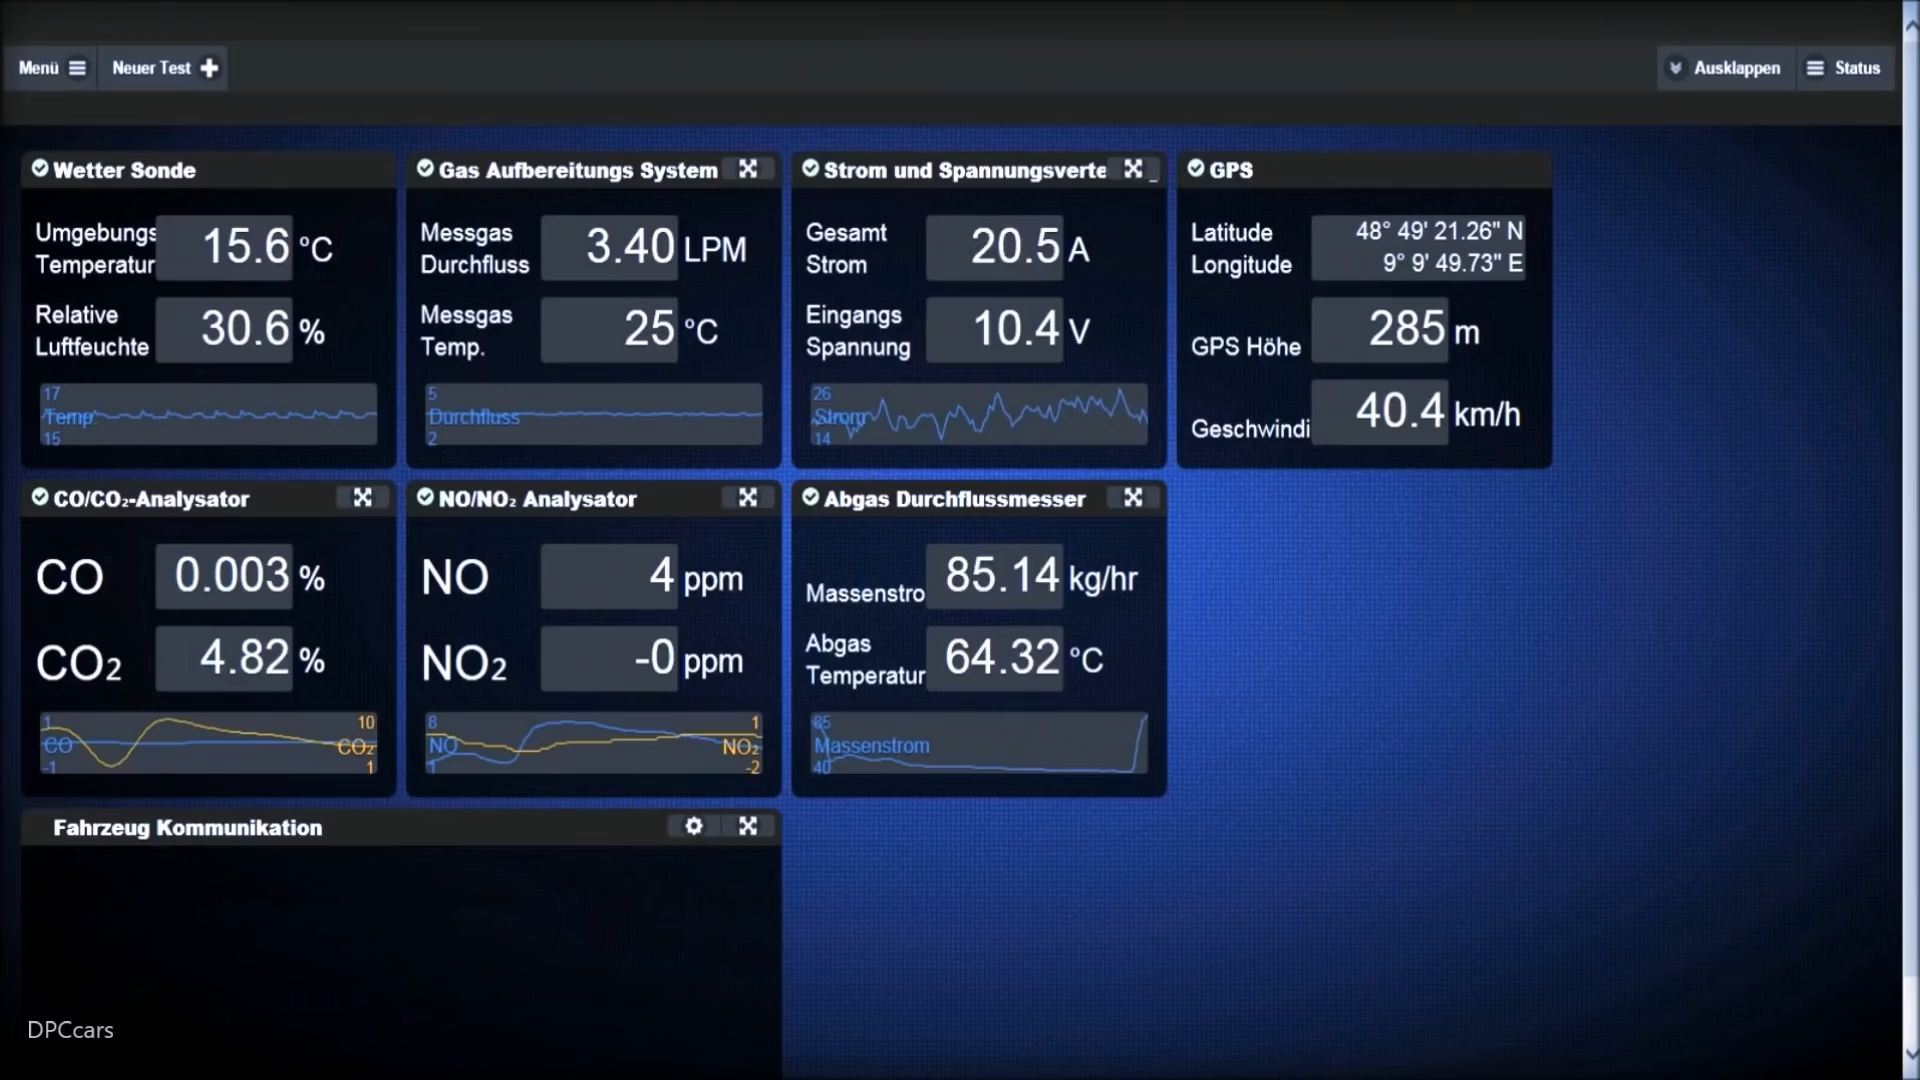 Menü
Neuer Test
Ausklappen
Status
Wetter Sonde
Umgebungs
Temperatur
15.6 °C
Relative
Luftfeuchte
30.6 %
17
Temp.
15
Gas Aufbereitungs System
Messgas
Durchfluss
3.40 LPM
Messgas
Temp.
25 °C
5
Durchfluss
2
Strom und Spannungsverte
Gesamt
Strom
20.5 A
Eingangs
Spannung
10.4 V
26
Strom
14
GPS
Latitude 48° 49' 21.26" N
Longitude 9° 9' 49.73" E
GPS Höhe 285 m
Geschwindi 40.4 km/h
CO/CO₂-Analysator
CO 0.003 %
CO₂ 4.82 %
1 10
CO CO₂
-1 1
NO/NO₂ Analysator
NO 4 ppm
NO₂ -0 ppm
8 1
NO NO₂
1 -2
Abgas Durchflussmesser
Massenstro 85.14 kg/hr
Abgas
Temperatur
64.32 °C
85
Massenstrom
40
Fahrzeug Kommunikation
DPCcars